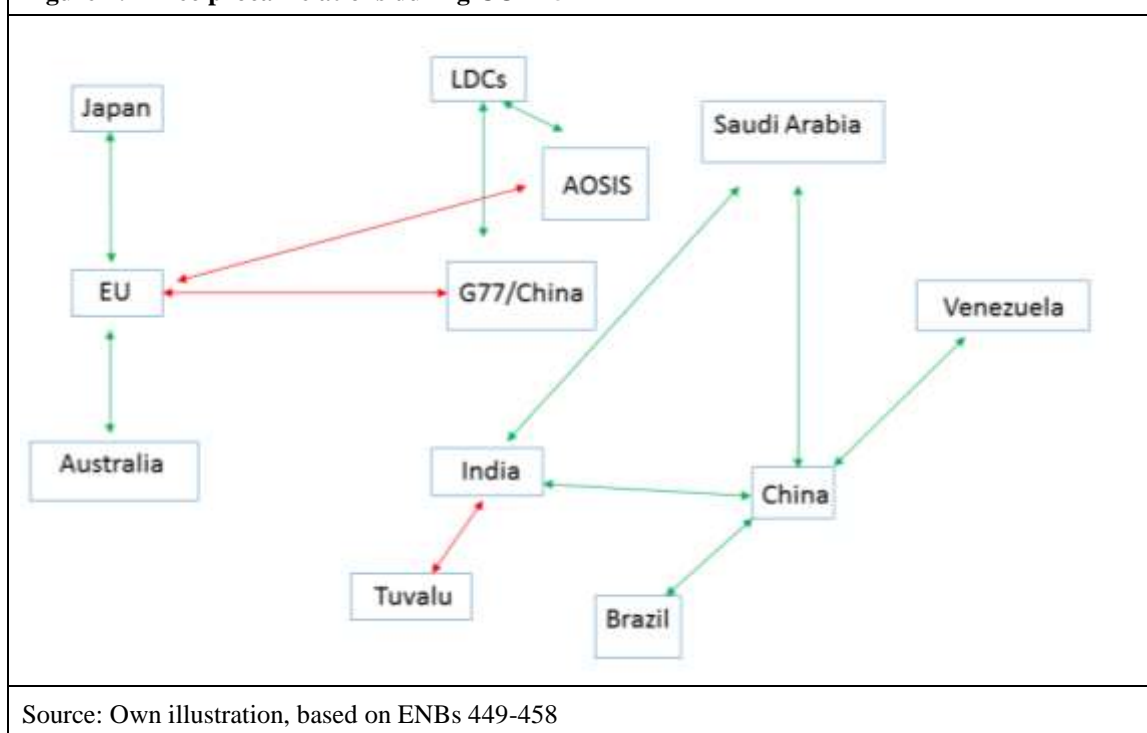 LDCs
Japan
Saudi Arabia
AOSIS
EU
G77/China
Venezuela
Australia
India
China
Tuvalu
Brazil
Source: Own illustration, based on ENBs 449-458